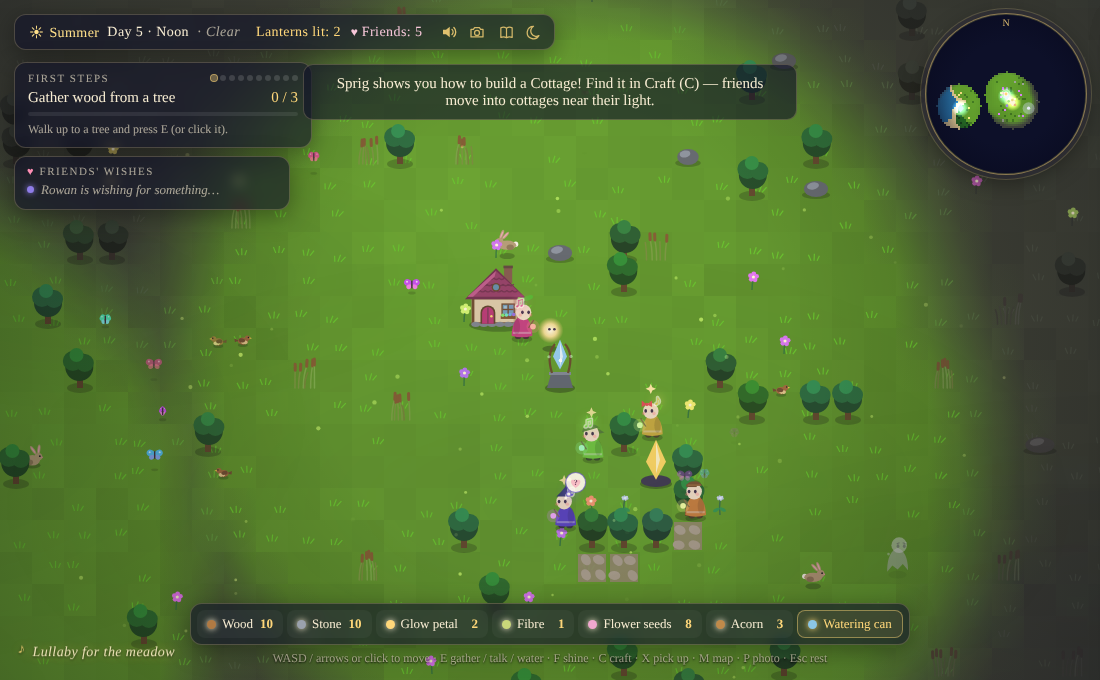 Summer Day 5 · Noon · Clear Lanterns lit: 2 ♥ Friends: 5
N
FIRST STEPS
Gather wood from a tree 0 / 3
Walk up to a tree and press E (or click it).
Sprig shows you how to build a Cottage! Find it in Craft (C) — friends
move into cottages near their light.
♥ FRIENDS' WISHES
Rowan is wishing for something…
Wood 10 Stone 10 Glow petal 2 Fibre 1 Flower seeds 8 Acorn 3 Watering can
♪ Lullaby for the meadow
WASD / arrows or click to move · E gather / talk / water · F shine · C craft · X pick up · M map · P photo · Esc rest